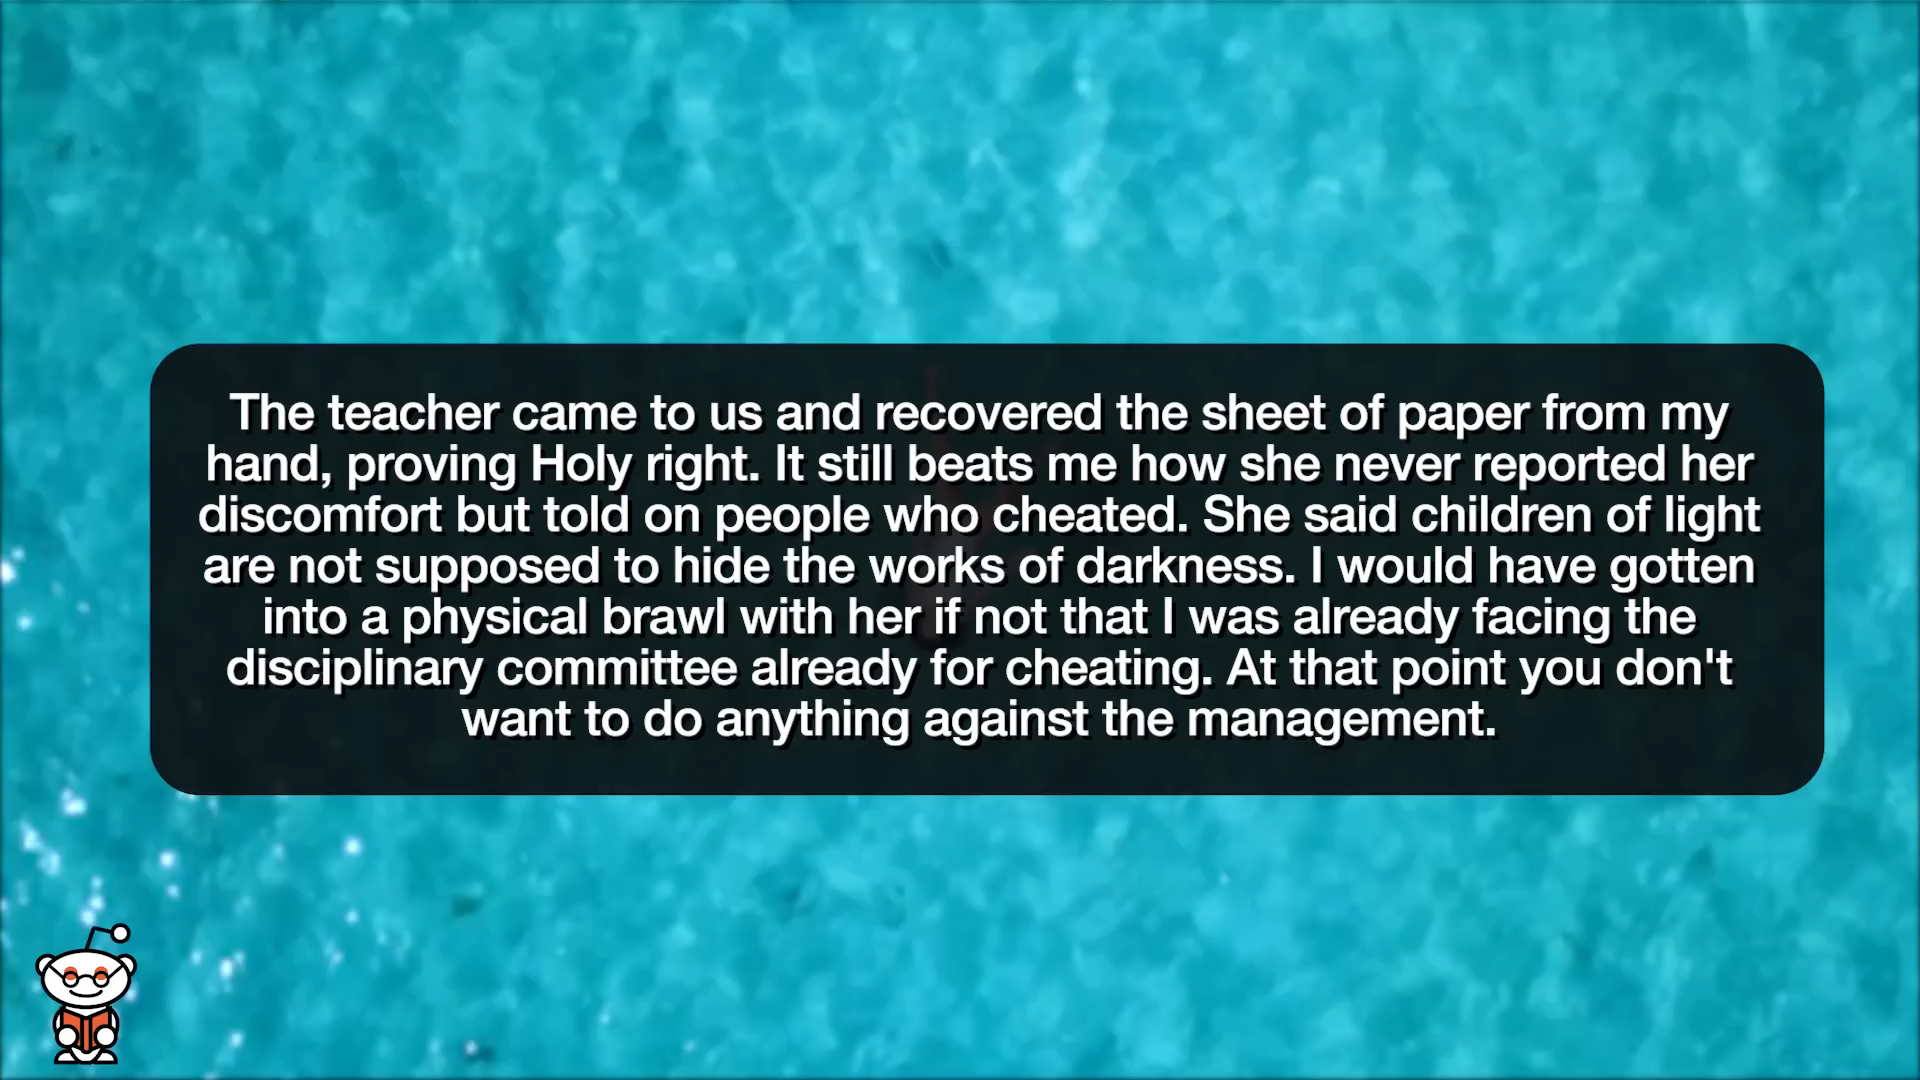 The teacher came to us and recovered the sheet of paper from my
hand, proving Holy right. It still beats me how she never reported her
discomfort but told on people who cheated. She said children of light
are not supposed to hide the works of darkness. I would have gotten
into a physical brawl with her if not that I was already facing the
disciplinary committee already for cheating. At that point you don't
want to do anything against the management.